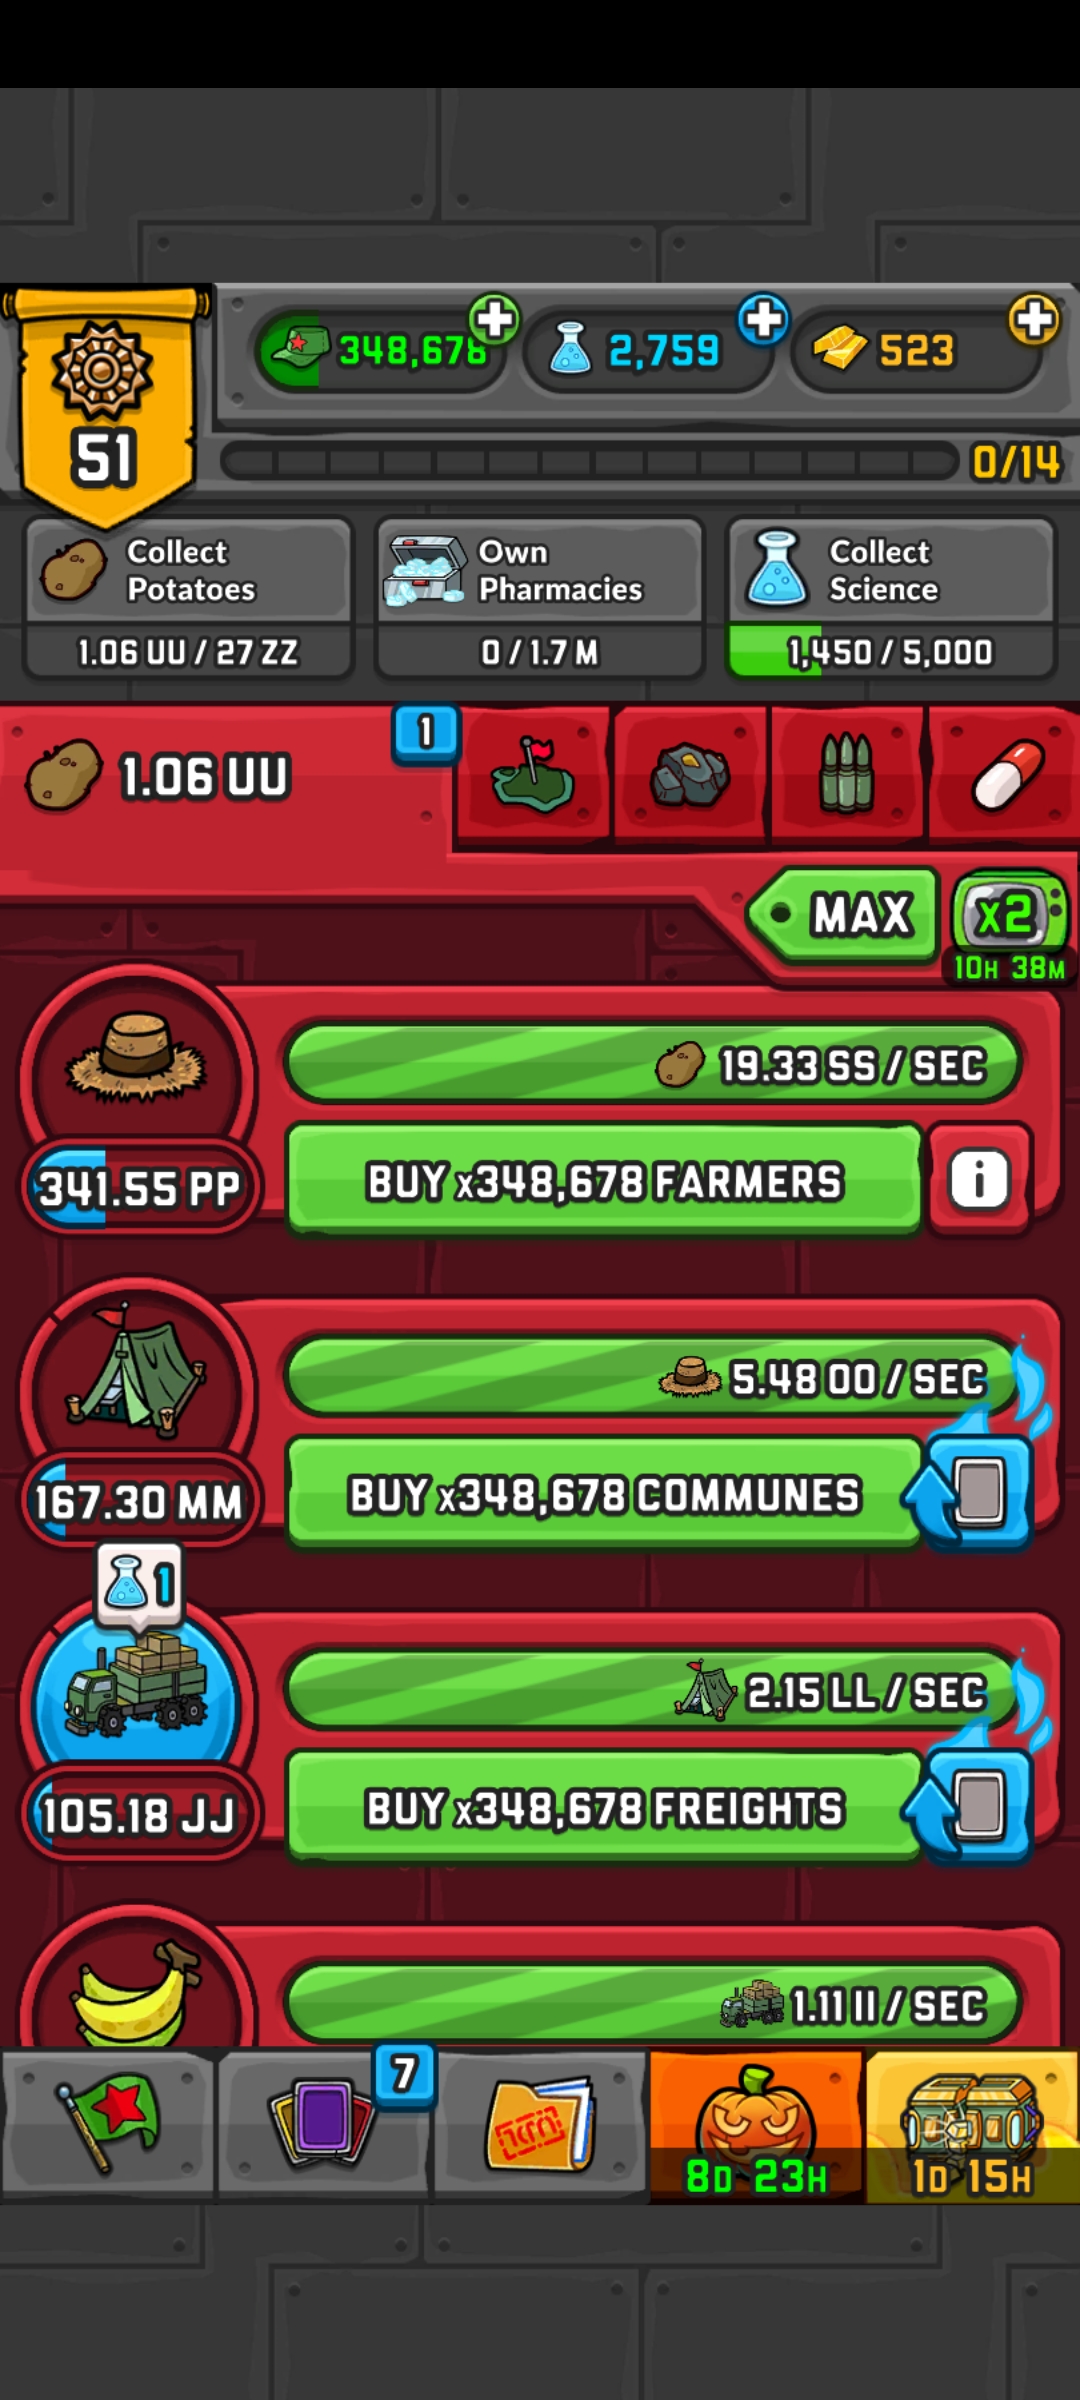 348,678
2,759
523
51
0/14
Collect
Potatoes
1.06 UU / 27 ZZ
Own
Pharmacies
0 / 1.7 M
Collect
Science
1,450 / 5,000
1.06 UU
1
MAX
x2
10H 38M
19.33 SS / SEC
341.55 PP
BUY x348,678 FARMERS
i
5.48 OO / SEC
167.30 MM
BUY x348,678 COMMUNES
1
2.15 LL / SEC
105.18 JJ
BUY x348,678 FREIGHTS
1.11 II / SEC
7
8D 23H
1D 15H